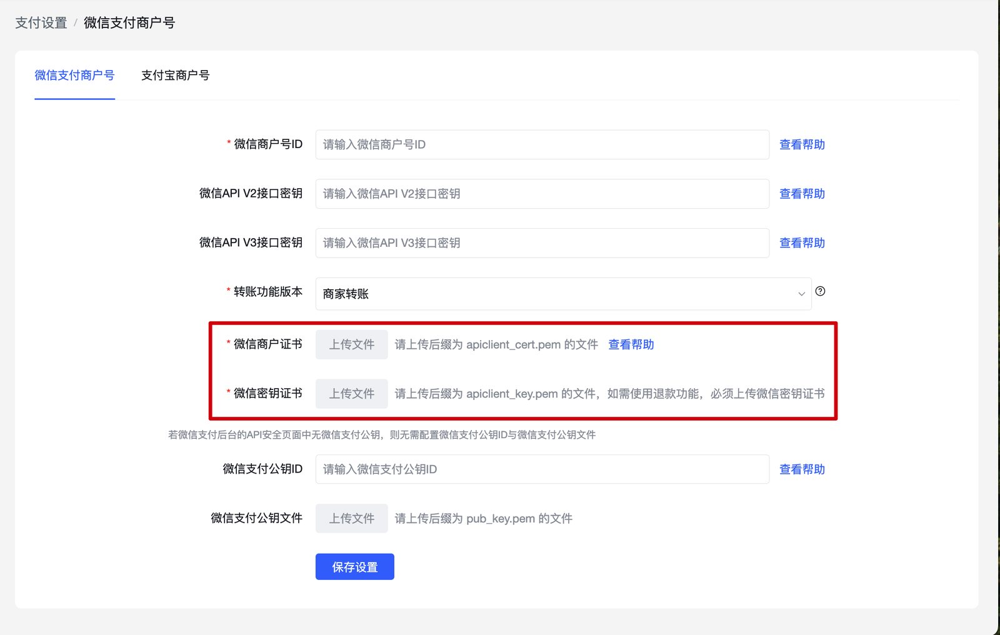 支付设置 / 微信支付商户号
微信支付商户号 支付宝商户号
* 微信商户号ID 请输入微信商户号ID 查看帮助
微信API V2接口密钥 请输入微信API V2接口密钥 查看帮助
微信API V3接口密钥 请输入微信API V3接口密钥 查看帮助
* 转账功能版本 商家转账 ?
* 微信商户证书 上传文件 请上传后缀为 apiclient_cert.pem 的文件 查看帮助
* 微信密钥证书 上传文件 请上传后缀为 apiclient_key.pem 的文件，如需使用退款功能，必须上传微信密钥证书
若微信支付后台的API安全页面中无微信支付公钥，则无需配置微信支付公钥ID与微信支付公钥文件
微信支付公钥ID 请输入微信支付公钥ID 查看帮助
微信支付公钥文件 上传文件 请上传后缀为 pub_key.pem 的文件
保存设置